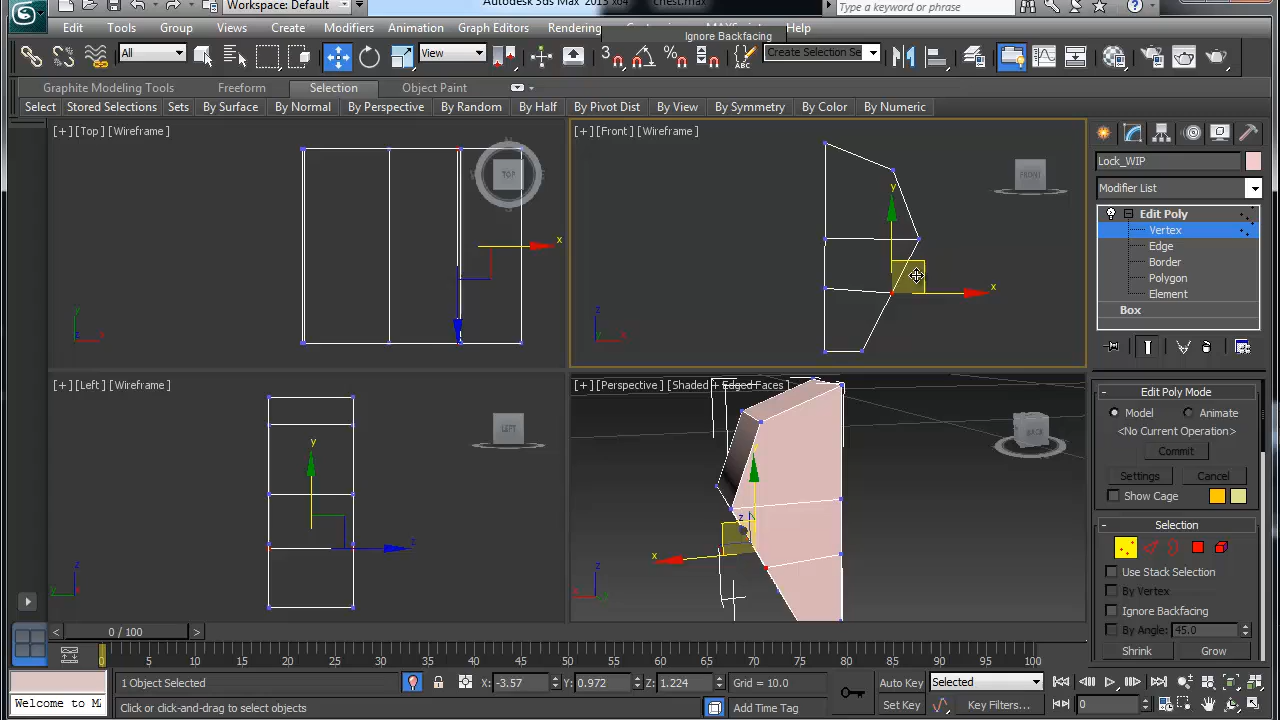 Workspace: Default
Autodesk 3ds Max 2013 x64 chest.max
Type a keyword or phrase
Edit Tools Group Views Create Modifiers Animation Graph Editors Rendering Help
Ignore Backfacing
All
View
Create Selection Se
Graphite Modeling Tools Freeform Selection Object Paint
Select Stored Selections Sets By Surface By Normal By Perspective By Random By Half By Pivot Dist By View By Symmetry By Color By Numeric
[+] [Top] [Wireframe]
[+] [Front] [Wireframe]
TOP
FRONT
Lock_WIP
Modifier List
Edit Poly
Vertex
Edge
Border
Polygon
Element
Box
[+] [Left] [Wireframe]
[+] [Perspective] [Shaded + Edged Faces]
LEFT
BACK
Edit Poly Mode
Model Animate
<No Current Operation>
Commit
Settings Cancel
Show Cage
Selection
Use Stack Selection
By Vertex
Ignore Backfacing
By Angle: 45.0
Shrink Grow
0 / 100
0 5 10 15 20 25 30 35 40 45 50 55 60 65 70 75 80 85 90 95 100
1 Object Selected
X: -3.57 Y: 0.972 Z: 1.224 Grid = 10.0
Auto Key Selected
Welcome to M
Click or click-and-drag to select objects
Add Time Tag
Set Key Key Filters...
0